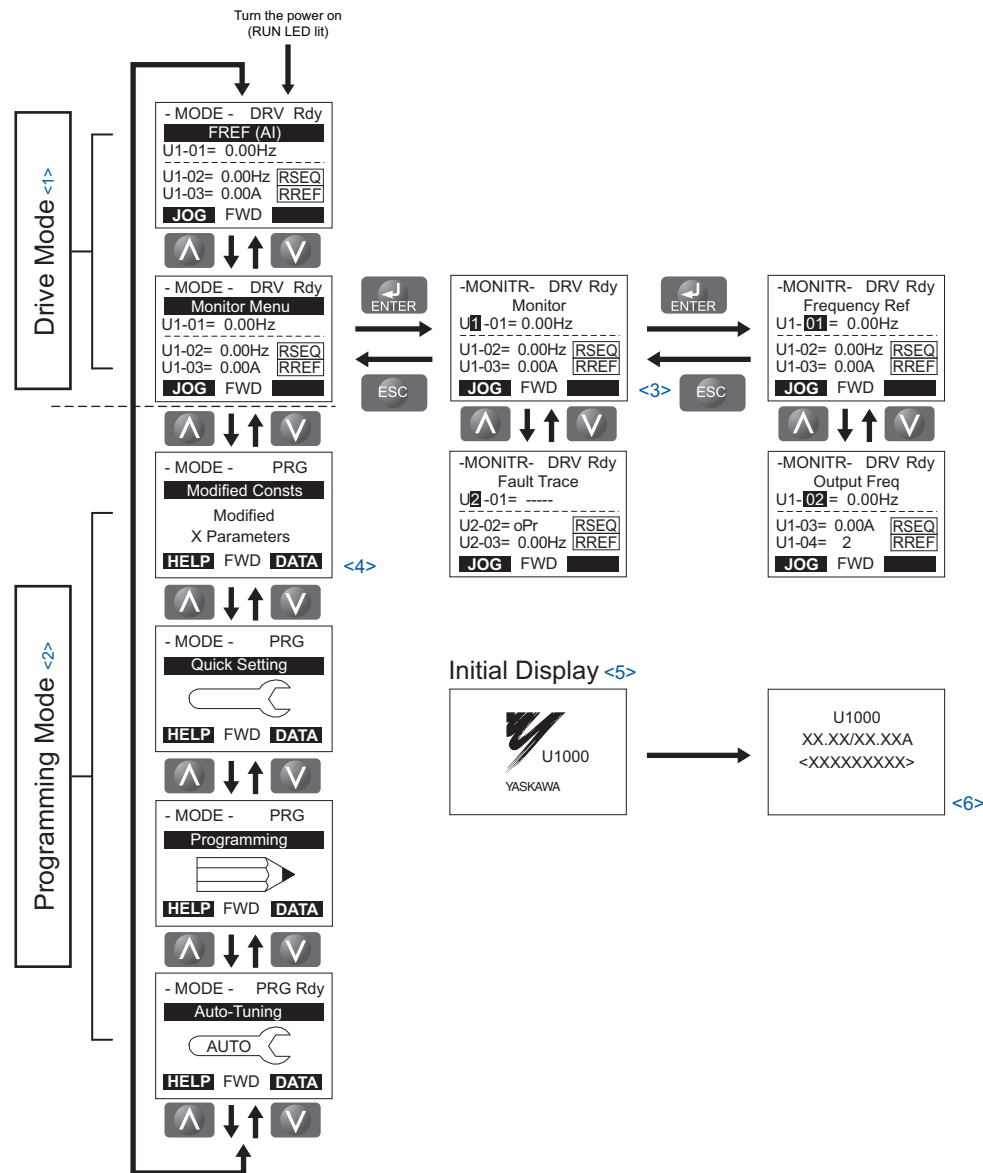 Turn the power on
(RUN LED lit)
Drive Mode <1>
- MODE - DRV Rdy
FREF (AI)
U1-01= 0.00Hz
U1-02= 0.00Hz RSEQ
U1-03= 0.00A RREF
JOG FWD
- MODE - DRV Rdy
Monitor Menu
U1-01= 0.00Hz
U1-02= 0.00Hz RSEQ
U1-03= 0.00A RREF
JOG FWD
ENTER
ESC
-MONITR- DRV Rdy
Monitor
U1 -01= 0.00Hz
U1-02= 0.00Hz RSEQ
U1-03= 0.00A RREF
JOG FWD
ENTER
<3> ESC
-MONITR- DRV Rdy
Frequency Ref
U1- 01 = 0.00Hz
U1-02= 0.00Hz RSEQ
U1-03= 0.00A RREF
JOG FWD
-MONITR- DRV Rdy
Fault Trace
U2 -01= -----
U2-02= oPr RSEQ
U2-03= 0.00Hz RREF
JOG FWD
-MONITR- DRV Rdy
Output Freq
U1- 02 = 0.00Hz
U1-03= 0.00A RSEQ
U1-04= 2 RREF
JOG FWD
Programming Mode <2>
- MODE - PRG
Modified Consts
Modified
X Parameters
HELP FWD DATA
<4>
- MODE - PRG
Quick Setting
HELP FWD DATA
- MODE - PRG
Programming
HELP FWD DATA
- MODE - PRG Rdy
Auto-Tuning
AUTO
HELP FWD DATA
Initial Display <5>
U1000
YASKAWA
U1000
XX.XX/XX.XXA
<XXXXXXXXX>
<6>